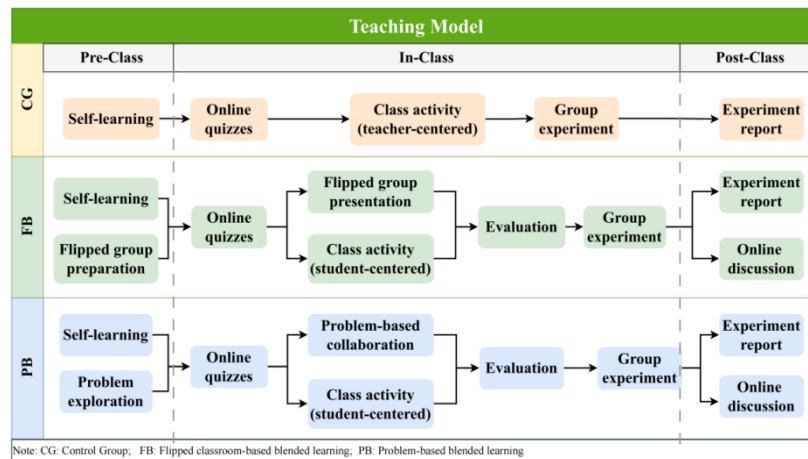 Teaching Model
Pre-Class
In-Class
Post-Class
CG
Self-learning
Online
quizzes
Class activity
(teacher-centered)
Group
experiment
Experiment
report
FB
Self-learning
Flipped group
preparation
Online
quizzes
Flipped group
presentation
Class activity
(student-centered)
Evaluation
Group
experiment
Experiment
report
Online
discussion
PB
Self-learning
Problem
exploration
Online
quizzes
Problem-based
collaboration
Class activity
(student-centered)
Evaluation
Group
experiment
Experiment
report
Online
discussion
Note: CG: Control Group; FB: Flipped classroom-based blended learning; PB: Problem-based blended learning